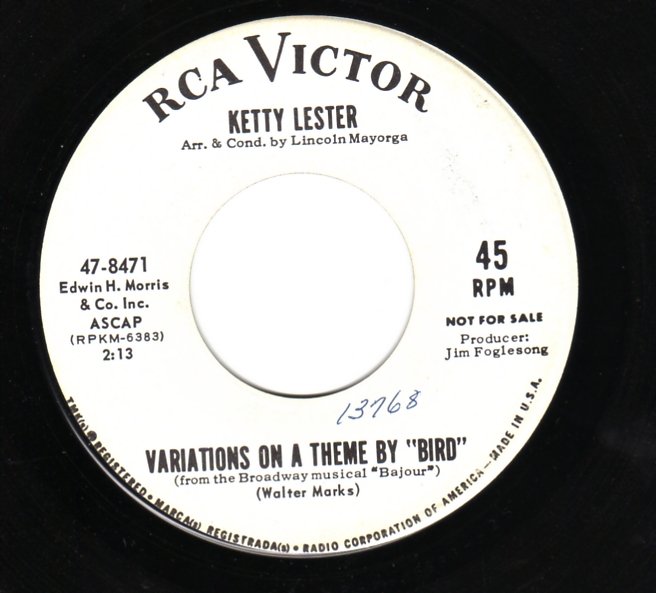 RCA VICTOR
KETTY LESTER
Arr. & Cond. by Lincoln Mayorga
47-8471
Edwin H. Morris
& Co. Inc.
ASCAP
(RPKM-6383)
2:13
45
RPM
NOT FOR SALE
Producer:
Jim Foglesong
13768
VARIATIONS ON A THEME BY "BIRD"
(from the Broadway musical "Bajour")
(Walter Marks)
TMK(s) ® REGISTERED • MARCA(s) REGISTRADA(s) • RADIO CORPORATION OF AMERICA—MADE IN U.S.A.